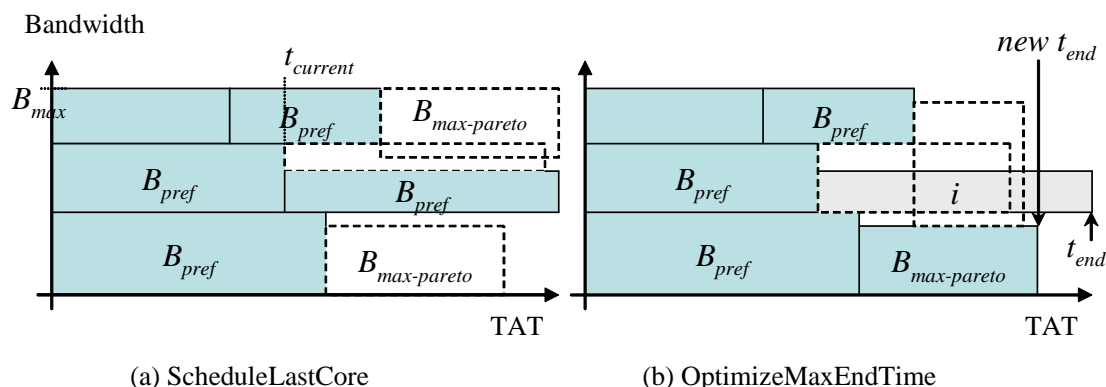 Bandwidth
t_current
B_max
B_pref
B_max-pareto
B_pref
B_pref
B_pref
B_max-pareto
TAT
(a) ScheduleLastCore
new t_end
B_pref
B_pref
i
B_pref
B_max-pareto
t_end
TAT
(b) OptimizeMaxEndTime